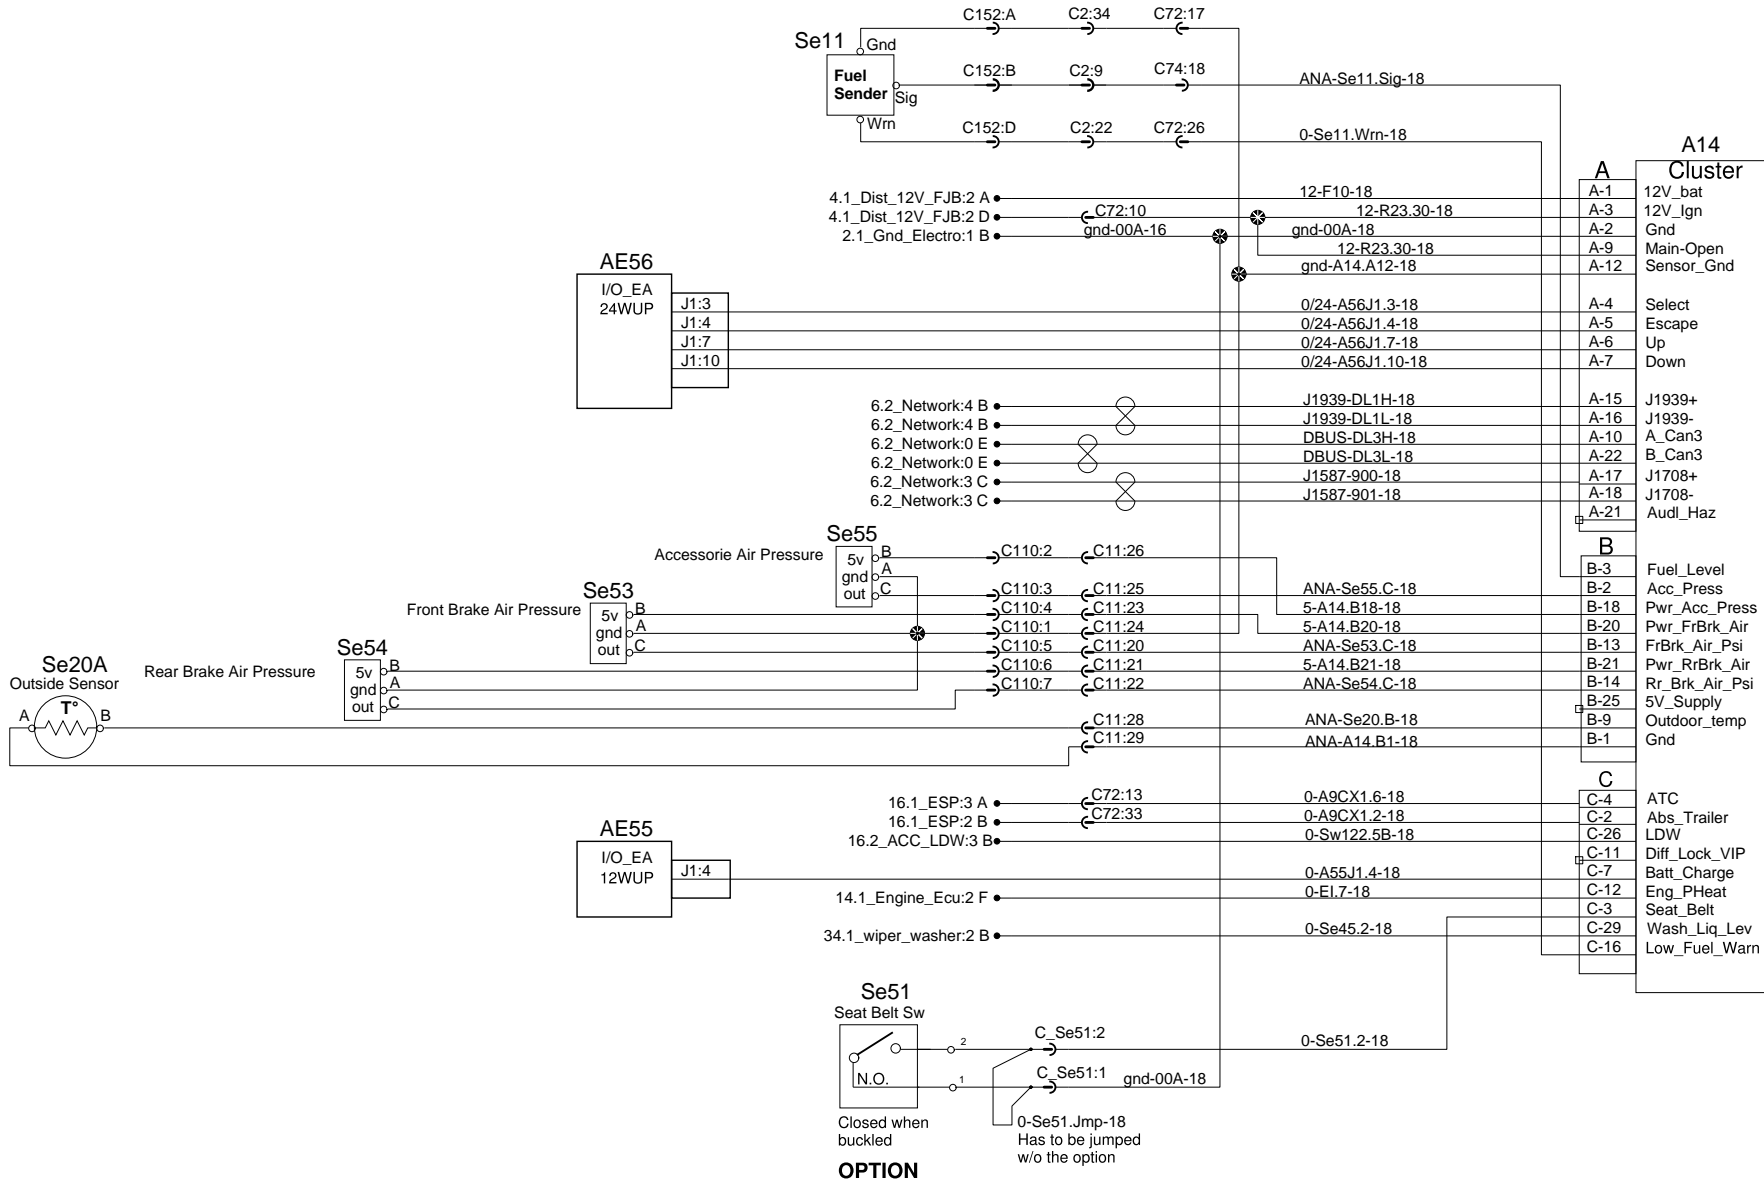 C152:A C2:34 C72:17
Se11 Gnd
Fuel
Sender
Sig
C152:B C2:9 C74:18 ANA-Se11.Sig-18
Wrn
C152:D C2:22 C72:26 0-Se11.Wrn-18
A14
Cluster
A
4.1_Dist_12V_FJB:2 A 12-F10-18 A-1 12V_bat
4.1_Dist_12V_FJB:2 D C72:10 12-R23.30-18 A-3 12V_Ign
2.1_Gnd_Electro:1 B gnd-00A-16 gnd-00A-18 A-2 Gnd
12-R23.30-18 A-9 Main-Open
gnd-A14.A12-18 A-12 Sensor_Gnd
AE56
I/O_EA
24WUP
J1:3 0/24-A56J1.3-18 A-4 Select
J1:4 0/24-A56J1.4-18 A-5 Escape
J1:7 0/24-A56J1.7-18 A-6 Up
J1:10 0/24-A56J1.10-18 A-7 Down
6.2_Network:4 B J1939-DL1H-18 A-15 J1939+
6.2_Network:4 B J1939-DL1L-18 A-16 J1939-
6.2_Network:0 E DBUS-DL3H-18 A-10 A_Can3
6.2_Network:0 E DBUS-DL3L-18 A-22 B_Can3
6.2_Network:3 C J1587-900-18 A-17 J1708+
6.2_Network:3 C J1587-901-18 A-18 J1708-
A-21 Audl_Haz
B
Se55
Accessorie Air Pressure
5v B C110:2 C11:26
gnd A
out C C110:3 C11:25 ANA-Se55.C-18
B-3 Fuel_Level
B-2 Acc_Press
Se53
Front Brake Air Pressure
5v B C110:4 C11:23 5-A14.B18-18 B-18 Pwr_Acc_Press
gnd A C110:1 C11:24 5-A14.B20-18 B-20 Pwr_FrBrk_Air
out C C110:5 C11:20 ANA-Se53.C-18 B-13 FrBrk_Air_Psi
Se54
Rear Brake Air Pressure
5v B C110:6 C11:21 5-A14.B21-18 B-21 Pwr_RrBrk_Air
gnd A C110:7 C11:22 ANA-Se54.C-18 B-14 Rr_Brk_Air_Psi
out C B-25 5V_Supply
Se20A
Outside Sensor
T°
A B C11:28 ANA-Se20.B-18 B-9 Outdoor_temp
C11:29 ANA-A14.B1-18 B-1 Gnd
C
16.1_ESP:3 A C72:13 0-A9CX1.6-18 C-4 ATC
16.1_ESP:2 B C72:33 0-A9CX1.2-18 C-2 Abs_Trailer
16.2_ACC_LDW:3 B 0-Sw122.5B-18 C-26 LDW
C-11 Diff_Lock_VIP
AE55
I/O_EA
12WUP
J1:4 0-A55J1.4-18 C-7 Batt_Charge
14.1_Engine_Ecu:2 F 0-EI.7-18 C-12 Eng_PHeat
C-3 Seat_Belt
34.1_wiper_washer:2 B 0-Se45.2-18 C-29 Wash_Liq_Lev
C-16 Low_Fuel_Warn
Se51
Seat Belt Sw
2 C_Se51:2 0-Se51.2-18
N.O. 1 C_Se51:1 gnd-00A-18
Closed when
buckled
OPTION
0-Se51.Jmp-18
Has to be jumped
w/o the option